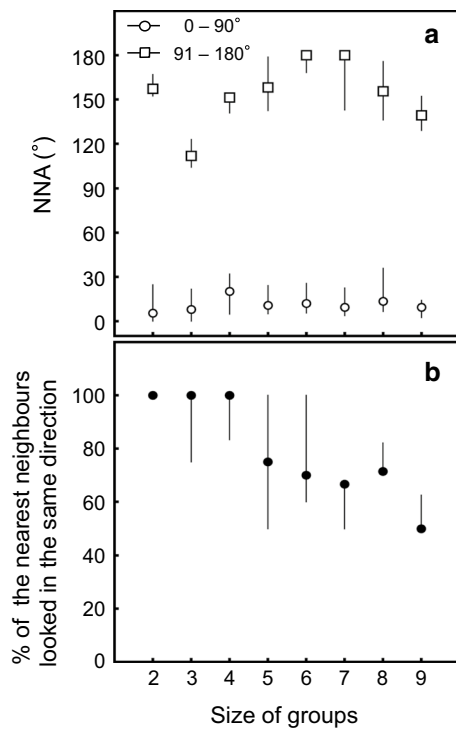 0 – 90°
91 – 180°
a
180
150
120
90
60
30
0
NNA (°)
b
100
80
60
40
20
0
% of the nearest neighbours
looked in the same direction
2 3 4 5 6 7 8 9
Size of groups